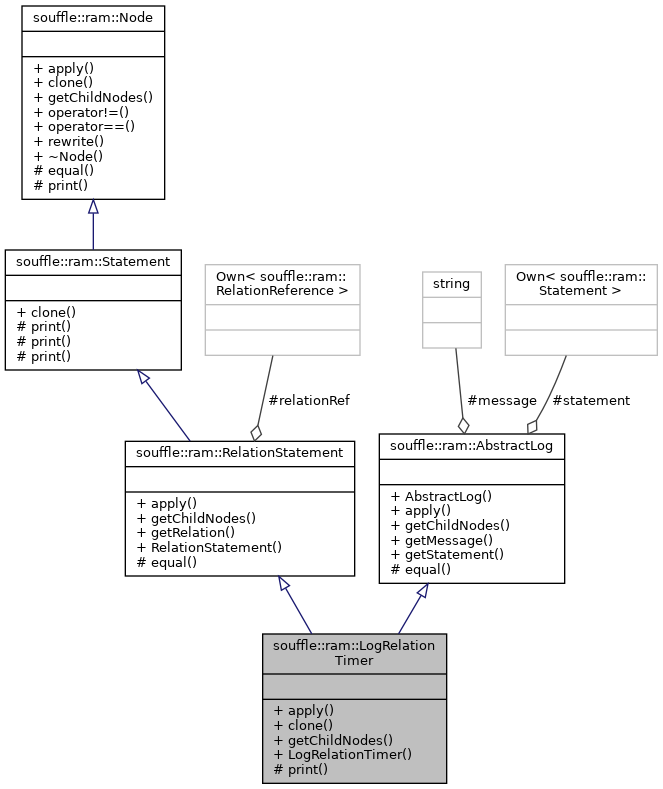 souffle::ram::Node
+ apply()
+ clone()
+ getChildNodes()
+ operator!=()
+ operator==()
+ rewrite()
+ ~Node()
# equal()
# print()
souffle::ram::Statement
+ clone()
# print()
# print()
# print()
Own< souffle::ram::
RelationReference >
string
Own< souffle::ram::
Statement >
#relationRef
#message
#statement
souffle::ram::RelationStatement
+ apply()
+ getChildNodes()
+ getRelation()
+ RelationStatement()
# equal()
souffle::ram::AbstractLog
+ AbstractLog()
+ apply()
+ getChildNodes()
+ getMessage()
+ getStatement()
# equal()
souffle::ram::LogRelation
Timer
+ apply()
+ clone()
+ getChildNodes()
+ LogRelationTimer()
# print()